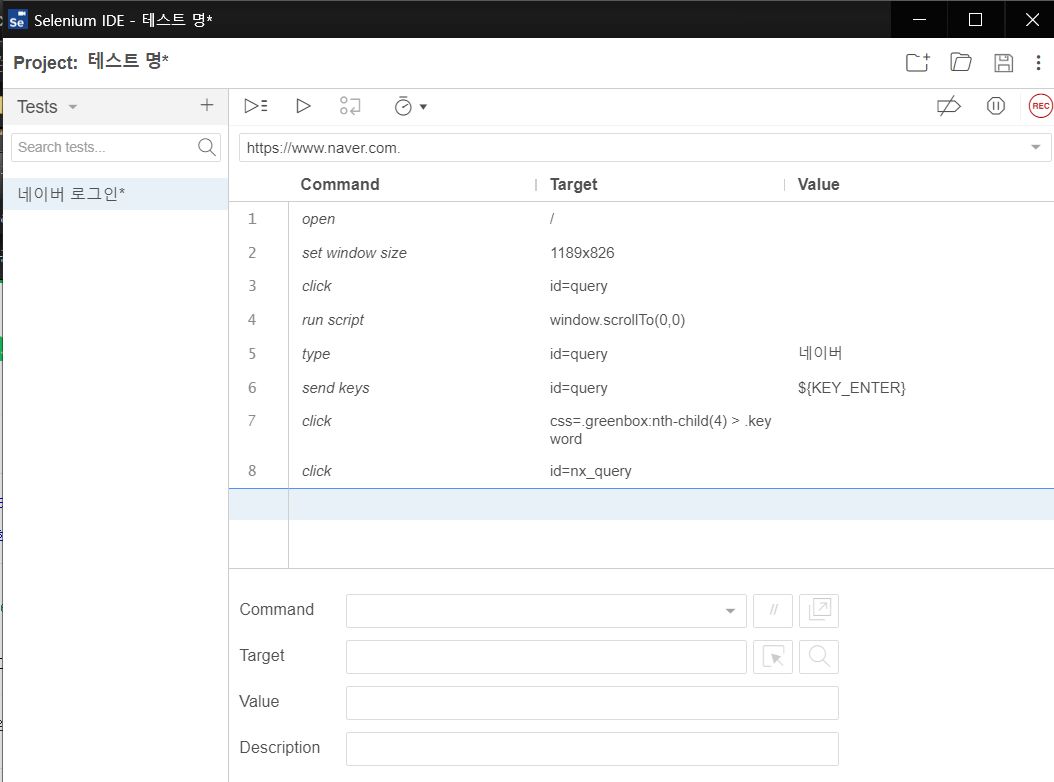 Selenium IDE - 테스트 명*
Project: 테스트 명*
Tests
Search tests...
네이버 로그인*
REC
https://www.naver.com.
Command Target Value
1 open /
2 set window size 1189x826
3 click id=query
4 run script window.scrollTo(0,0)
5 type id=query 네이버
6 send keys id=query ${KEY_ENTER}
7 click css=.greenbox:nth-child(4) > .key
word
8 click id=nx_query
Command //
Target
Value
Description